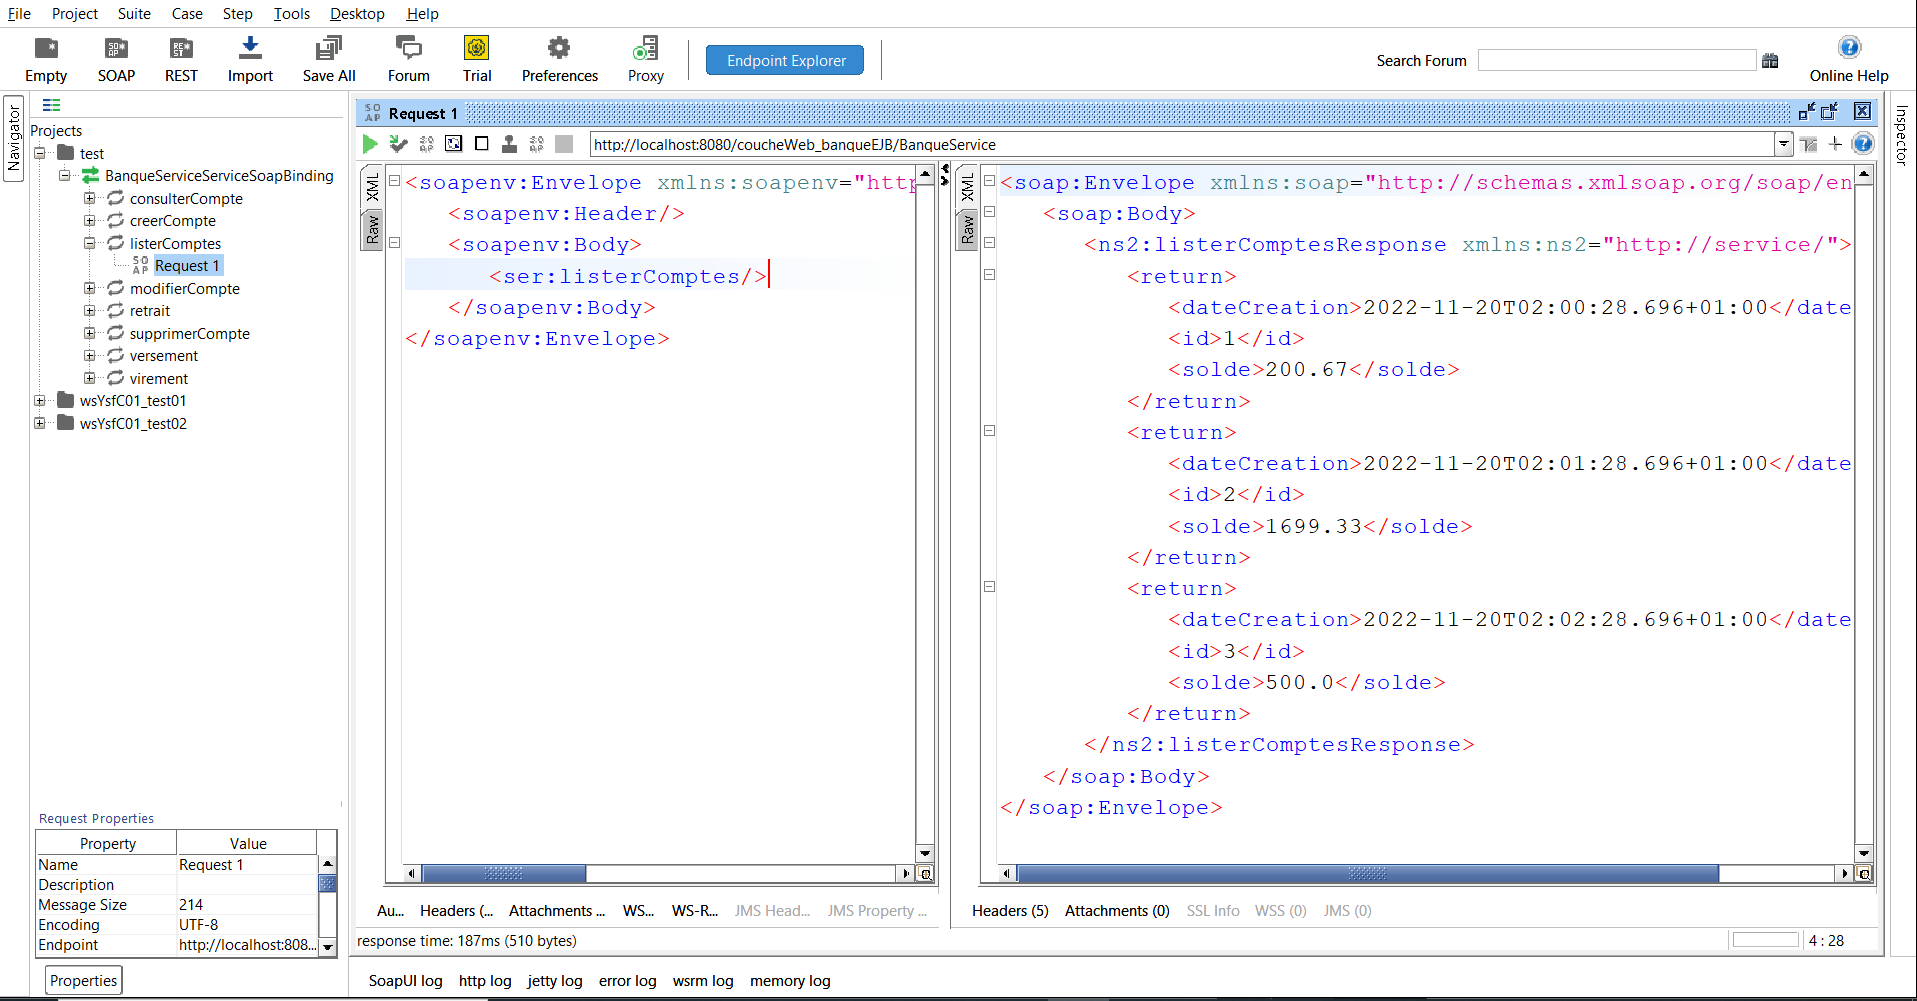 File Project Suite Case Step Tools Desktop Help
Empty SOAP REST Import Save All Forum Trial Preferences Proxy
Endpoint Explorer
Search Forum
Online Help
Navigator
Projects
test
BanqueServiceServiceSoapBinding
consulterCompte
creerCompte
listerComptes
Request 1
modifierCompte
retrait
supprimerCompte
versement
virement
wsYsfC01_test01
wsYsfC01_test02
Request Properties
Property Value
Name Request 1
Description
Message Size 214
Encoding UTF-8
Endpoint http://localhost:808...
Properties
Request 1
http://localhost:8080/coucheWeb_banqueEJB/BanqueService
XML
Raw
<soapenv:Envelope xmlns:soapenv="http
<soapenv:Header/>
<soapenv:Body>
<ser:listerComptes/>
</soapenv:Body>
</soapenv:Envelope>
Au... Headers (... Attachments ... WS... WS-R... JMS Head... JMS Property ...
XML
Raw
<soap:Envelope xmlns:soap="http://schemas.xmlsoap.org/soap/en
<soap:Body>
<ns2:listerComptesResponse xmlns:ns2="http://service/">
<return>
<dateCreation>2022-11-20T02:00:28.696+01:00</date
<id>1</id>
<solde>200.67</solde>
</return>
<return>
<dateCreation>2022-11-20T02:01:28.696+01:00</date
<id>2</id>
<solde>1699.33</solde>
</return>
<return>
<dateCreation>2022-11-20T02:02:28.696+01:00</date
<id>3</id>
<solde>500.0</solde>
</return>
</ns2:listerComptesResponse>
</soap:Body>
</soap:Envelope>
Headers (5) Attachments (0) SSL Info WSS (0) JMS (0)
response time: 187ms (510 bytes)
4 : 28
SoapUI log http log jetty log error log wsrm log memory log
Inspector